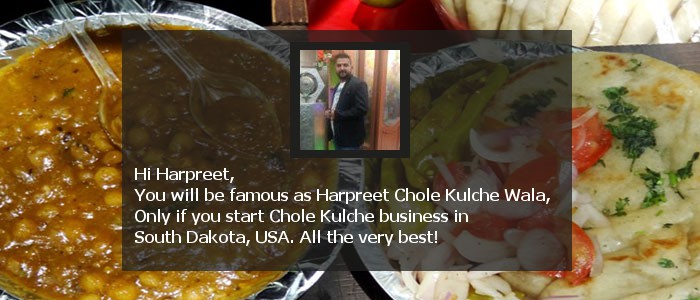 Hi Harpreet,
You will be famous as Harpreet Chole Kulche Wala,
Only if you start Chole Kulche business in
South Dakota, USA. All the very best!